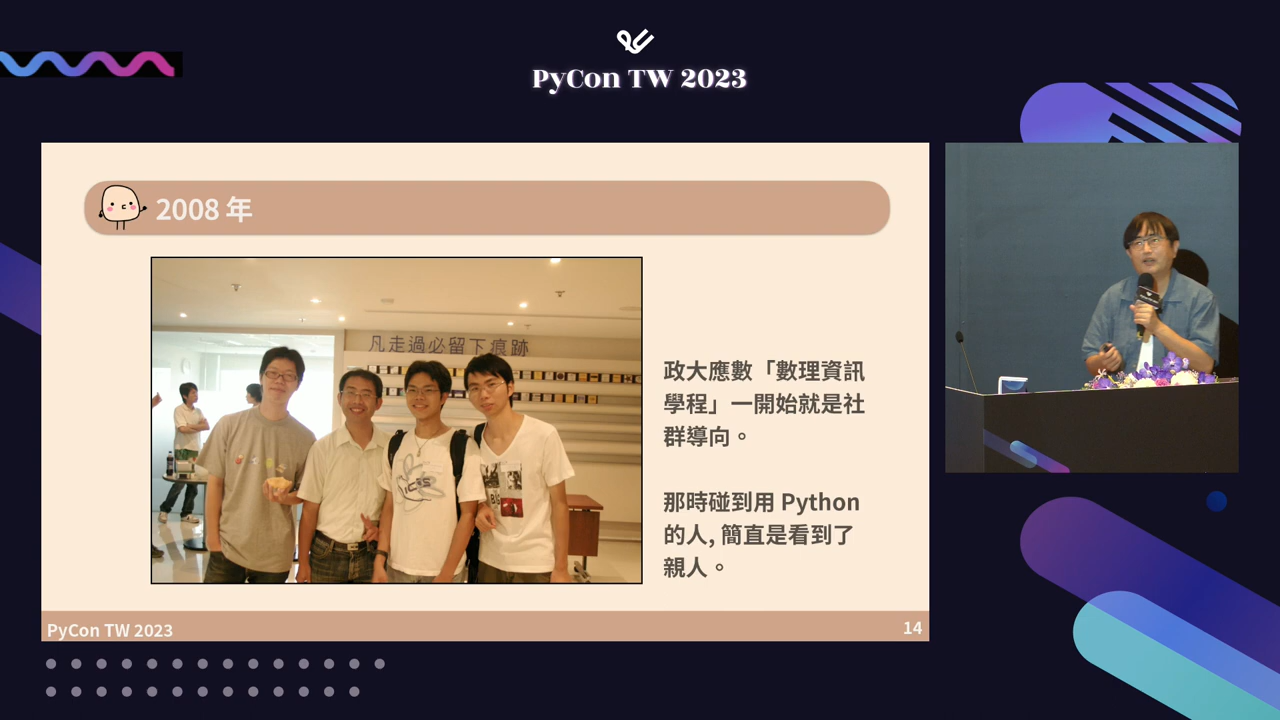 PyCon TW 2023
2008 年
凡走過必留下痕跡
政大應數「數理資訊
學程」一開始就是社
群導向。
那時碰到用 Python
的人, 簡直是看到了
親人。
PyCon TW 2023
14